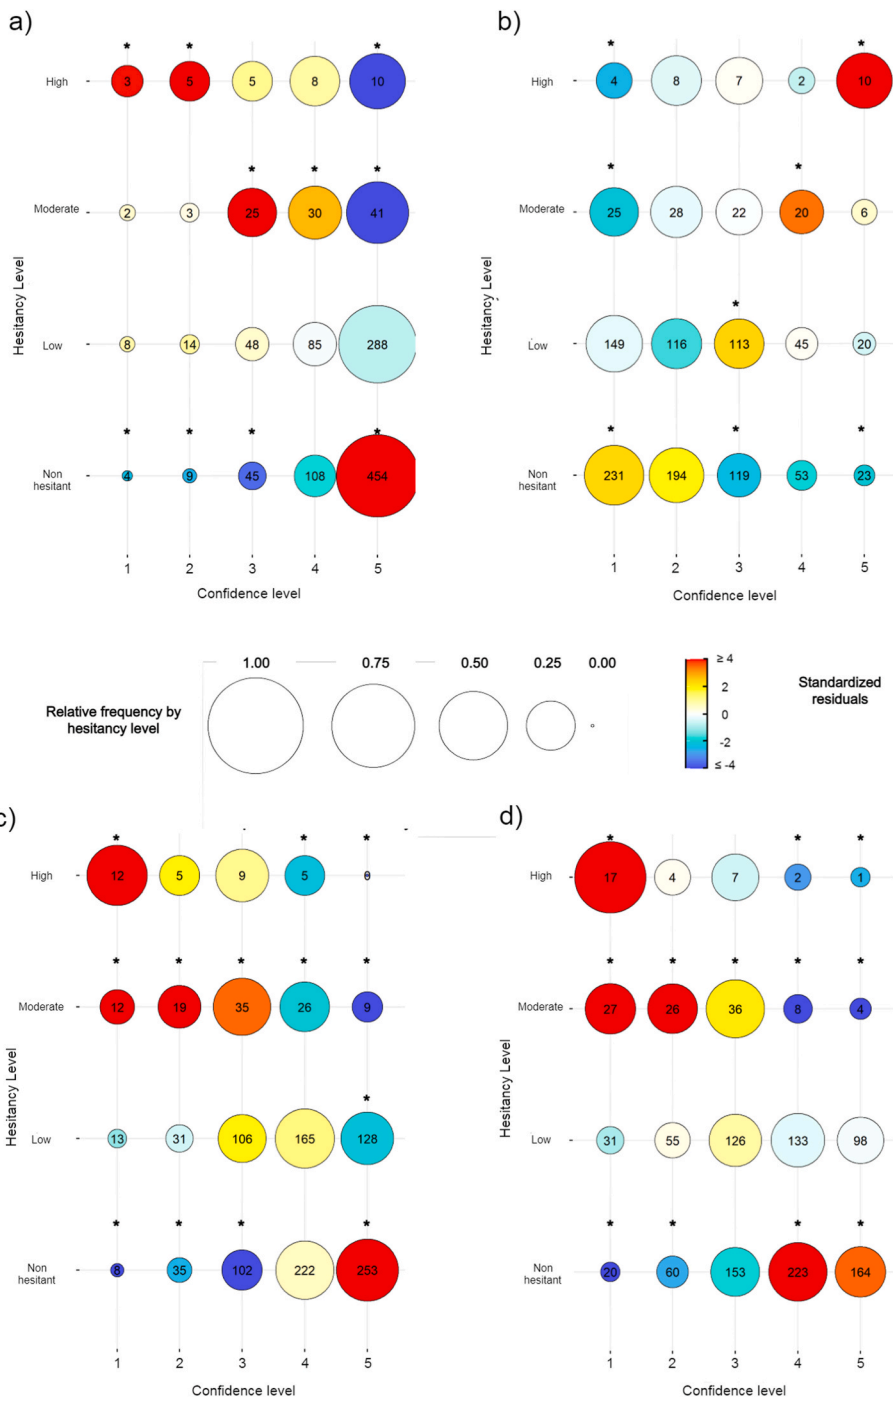 a)
* * *
High 3 5 5 8 10
* * *
Moderate 2 3 25 30 41
Hesitancy Level
Low 8 14 48 85 288
* * * *
Non
hesitant
4 9 45 108 454
1 2 3 4 5
Confidence level
b)
* *
High 4 8 7 2 10
* *
Moderate 25 28 22 20 6
Hesitancy Level
*
Low 149 116 113 45 20
* * *
Non
hesitant
231 194 119 53 23
1 2 3 4 5
Confidence level
1.00 0.75 0.50 0.25 0.00
Relative frequency by
hesitancy level
≥ 4
2
0
-2
≤ -4
Standardized
residuals
c)
* * *
High 12 5 9 5 0
* * * * *
Moderate 12 19 35 26 9
Hesitancy Level
*
Low 13 31 106 165 128
* * * *
Non
hesitant
8 35 102 222 253
1 2 3 4 5
Confidence level
d)
* * *
High 17 4 7 2 1
* * * * *
Moderate 27 26 36 8 4
Hesitancy Level
Low 31 55 126 133 98
* * * *
Non
hesitant
20 60 153 223 164
1 2 3 4 5
Confidence level